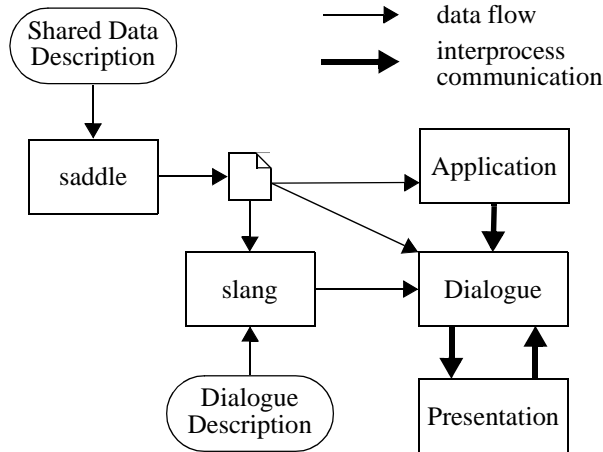 Shared Data
Description
data flow
interprocess
communication
saddle
Application
slang
Dialogue
Dialogue
Description
Presentation